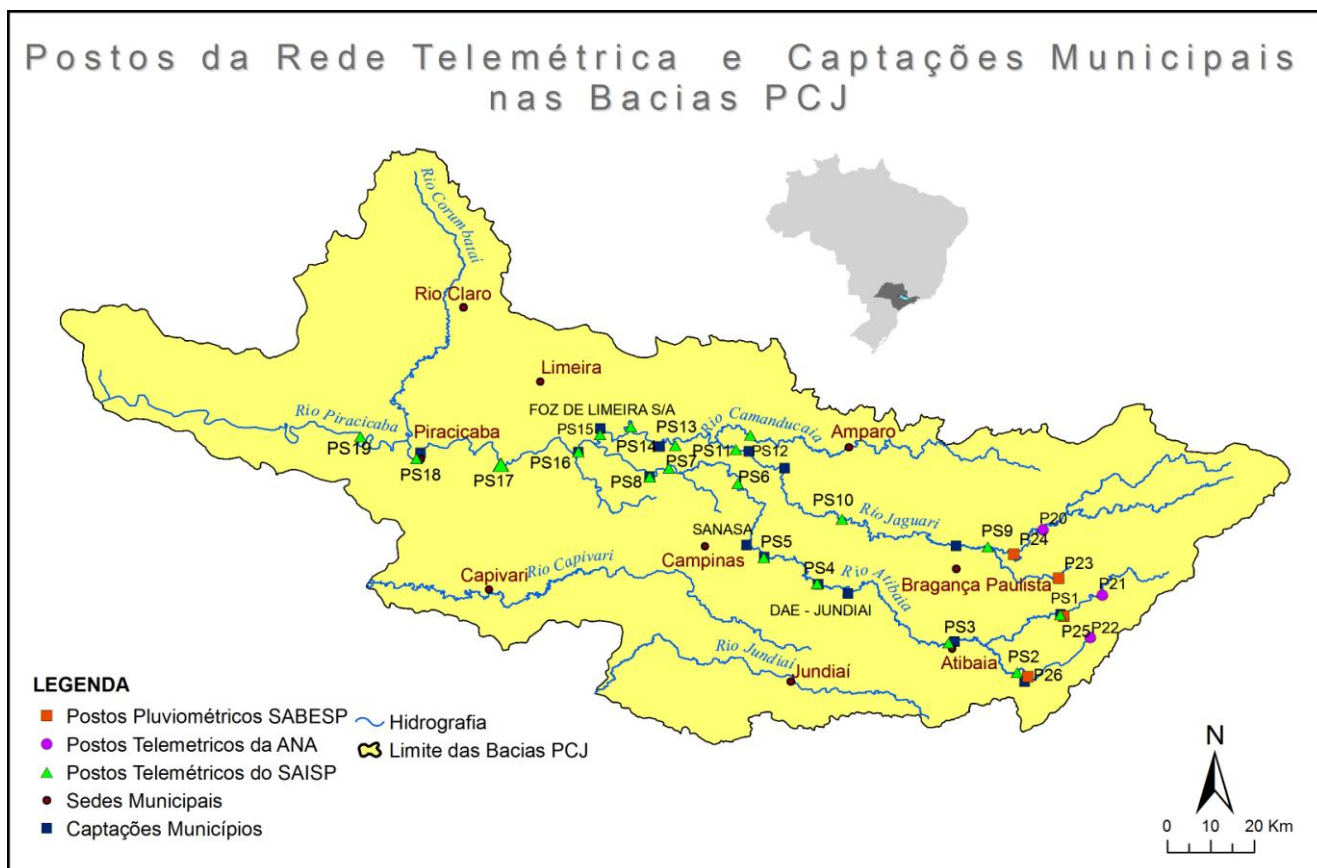 Postos da Rede Telemétrica e Captações Municipais
nas Bacias PCJ
Rio Corumbataí
Rio Claro
Limeira
FOZ DE LIMEIRA S/A
Rio Piracicaba
Piracicaba
PS19
PS18
PS17
PS16
PS15
PS14
PS13
Rio Camanducaia
Amparo
PS11
PS12
PS7
PS8
PS6
PS10
Rio Jaguari
PS9
P20
P24
P23
SANASA
PS5
Campinas
PS4
Rio Atibaia
Bragança Paulista
P21
PS1
Capivari
Rio Capivari
DAE - JUNDIAI
PS3
P25
P22
Atibaia
PS2
P26
Rio Jundiaí
Jundiaí
LEGENDA
Postos Pluviométricos SABESP
Postos Telemetricos da ANA
Postos Telemétricos do SAISP
Sedes Municipais
Captações Municípios
Hidrografia
Limite das Bacias PCJ
N
0 10 20 Km